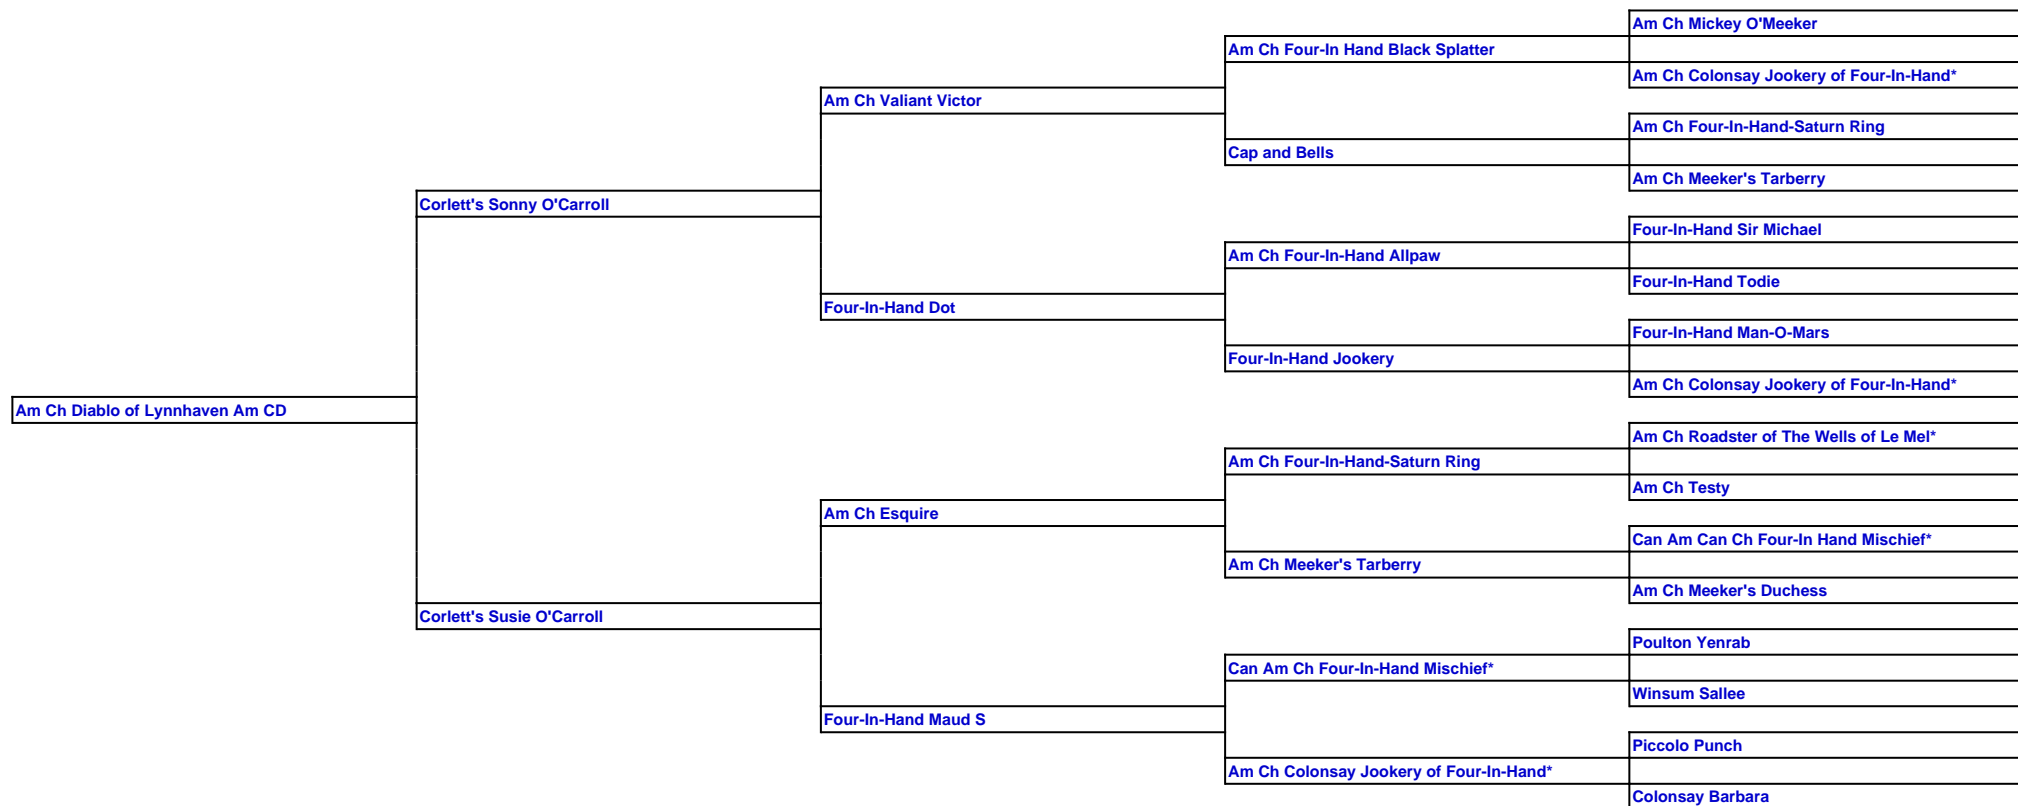 Am Ch Mickey O'Meeker
Am Ch Four-In Hand Black Splatter
Am Ch Colonsay Jookery of Four-In-Hand*
Am Ch Valiant Victor
Am Ch Four-In-Hand-Saturn Ring
Cap and Bells
Am Ch Meeker's Tarberry
Corlett's Sonny O'Carroll
Four-In-Hand Sir Michael
Am Ch Four-In-Hand Allpaw
Four-In-Hand Todie
Four-In-Hand Dot
Four-In-Hand Man-O-Mars
Four-In-Hand Jookery
Am Ch Colonsay Jookery of Four-In-Hand*
Am Ch Diablo of Lynnhaven Am CD
Am Ch Roadster of The Wells of Le Mel*
Am Ch Four-In-Hand-Saturn Ring
Am Ch Testy
Am Ch Esquire
Can Am Can Ch Four-In Hand Mischief*
Am Ch Meeker's Tarberry
Am Ch Meeker's Duchess
Corlett's Susie O'Carroll
Poulton Yenrab
Can Am Ch Four-In-Hand Mischief*
Winsum Sallee
Four-In-Hand Maud S
Piccolo Punch
Am Ch Colonsay Jookery of Four-In-Hand*
Colonsay Barbara